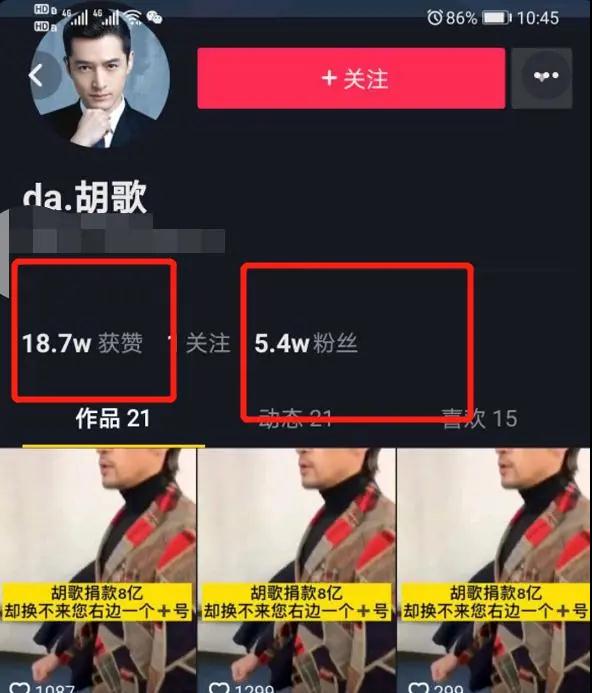 HD 1 4G 4G 86% 10:45
HD 2
+ 关注
da.胡歌
18.7w 获赞 1 关注 5.4w 粉丝
作品 21 动态 21 喜欢 15
胡歌捐款8亿
却换不来您右边一个➕号
胡歌捐款8亿
却换不来您右边一个➕号
胡歌捐款8亿
却换不来您右边一个➕号
1087 1299 299